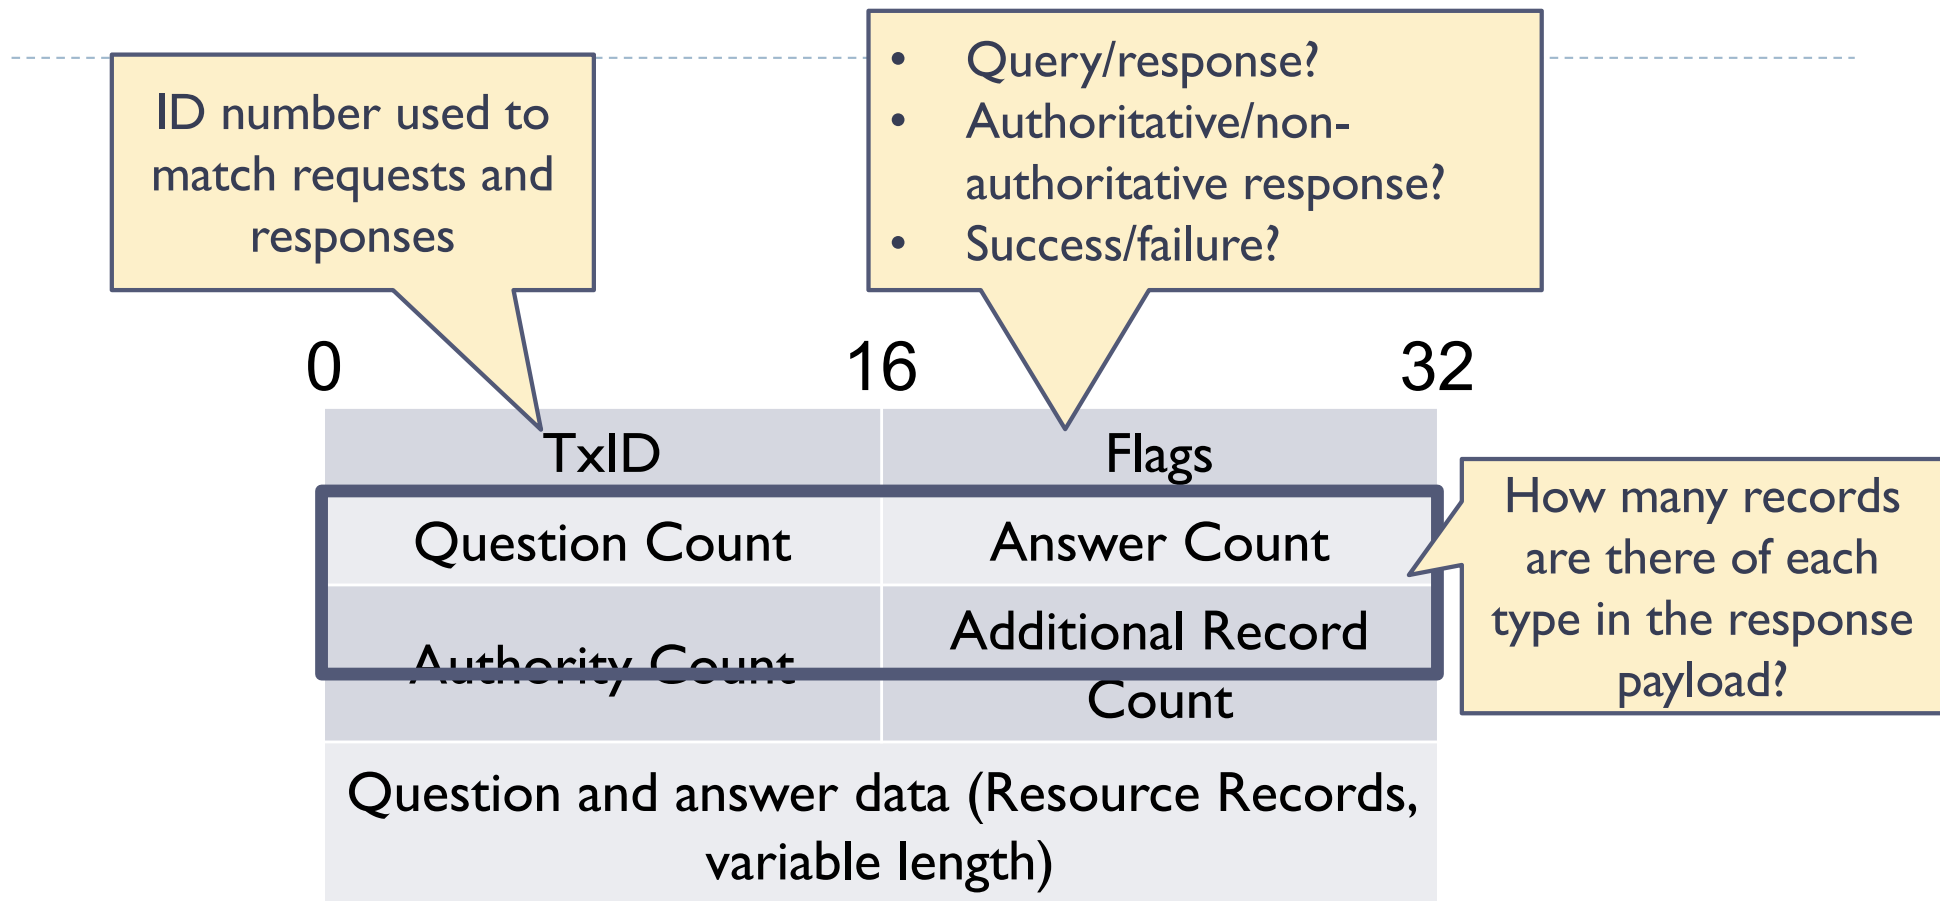 ID number used to
match requests and
responses
• Query/response?
• Authoritative/non-
authoritative response?
• Success/failure?
0 16 32
TxID Flags
Question Count Answer Count
Authority Count Additional Record
Count
How many records
are there of each
type in the response
payload?
Question and answer data (Resource Records,
variable length)